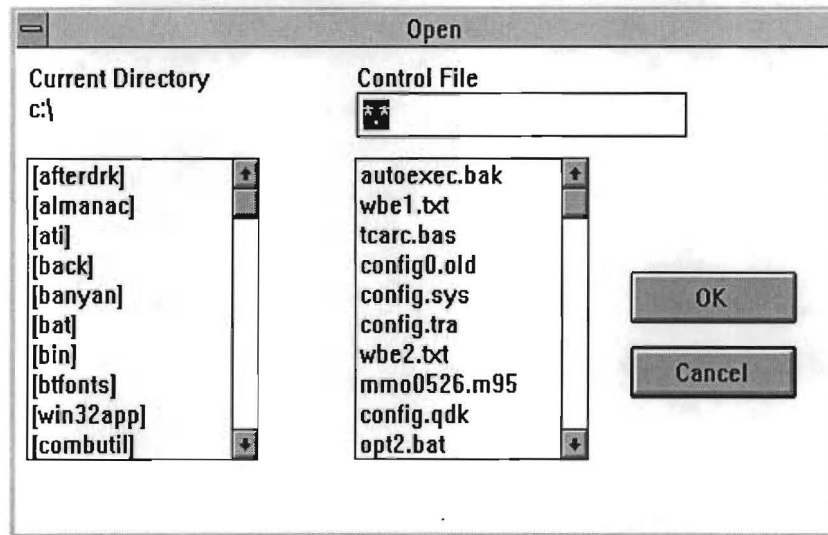 Open
Current Directory
c:\
Control File
*.*
[afterdrk]
[almanac]
[ati]
[back]
[banyan]
[bat]
[bin]
[btfonts]
[win32app]
[combutil]
autoexec.bak
wbe1.txt
tcarc.bas
config0.old
config.sys
config.tra
wbe2.txt
mmo0526.m95
config.qdk
opt2.bat
OK
Cancel